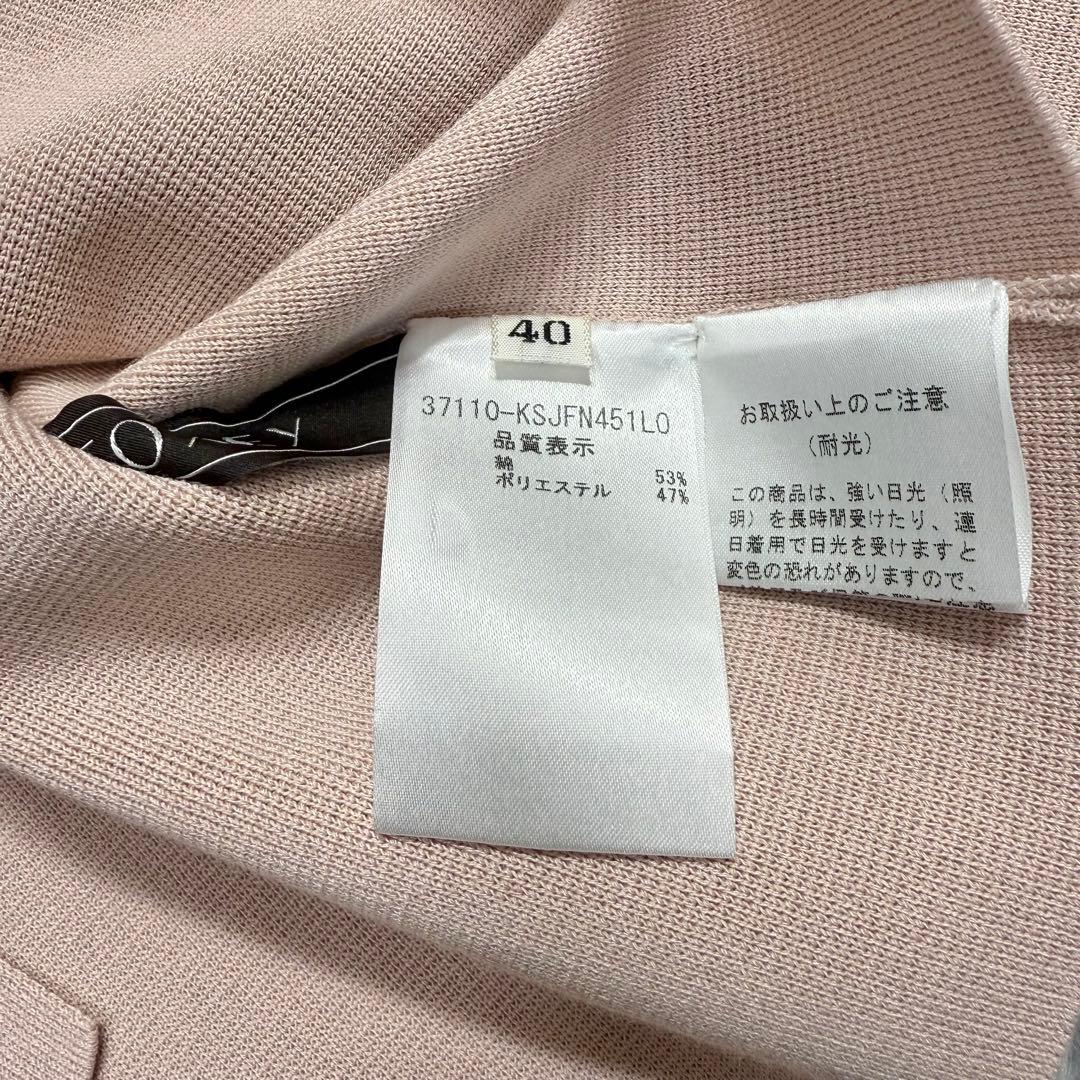 40
37110-KSJFN451L0
品質表示
綿 53%
ポリエステル 47%
お取扱い上のご注意
(耐光)
この商品は、強い日光(照
明)を長時間受けたり、連
日着用で日光を受けますと
変色の恐れがありますので、